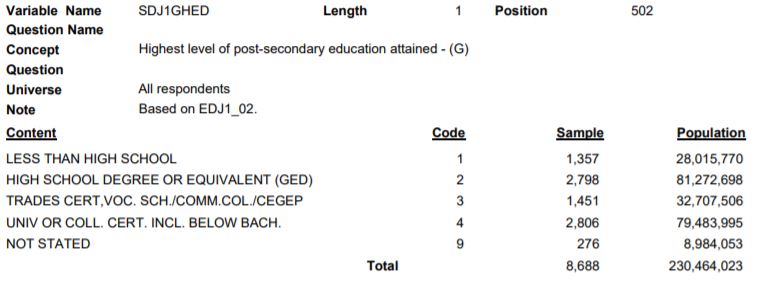 Variable Name SDJ1GHED Length 1 Position 502
Question Name
Concept Highest level of post-secondary education attained - (G)
Question
Universe All respondents
Note Based on EDJ1_02.
Content Code Sample Population
LESS THAN HIGH SCHOOL 1 1,357 28,015,770
HIGH SCHOOL DEGREE OR EQUIVALENT (GED) 2 2,798 81,272,698
TRADES CERT,VOC. SCH./COMM.COL./CEGEP 3 1,451 32,707,506
UNIV OR COLL. CERT. INCL. BELOW BACH. 4 2,806 79,483,995
NOT STATED 9 276 8,984,053
Total 8,688 230,464,023